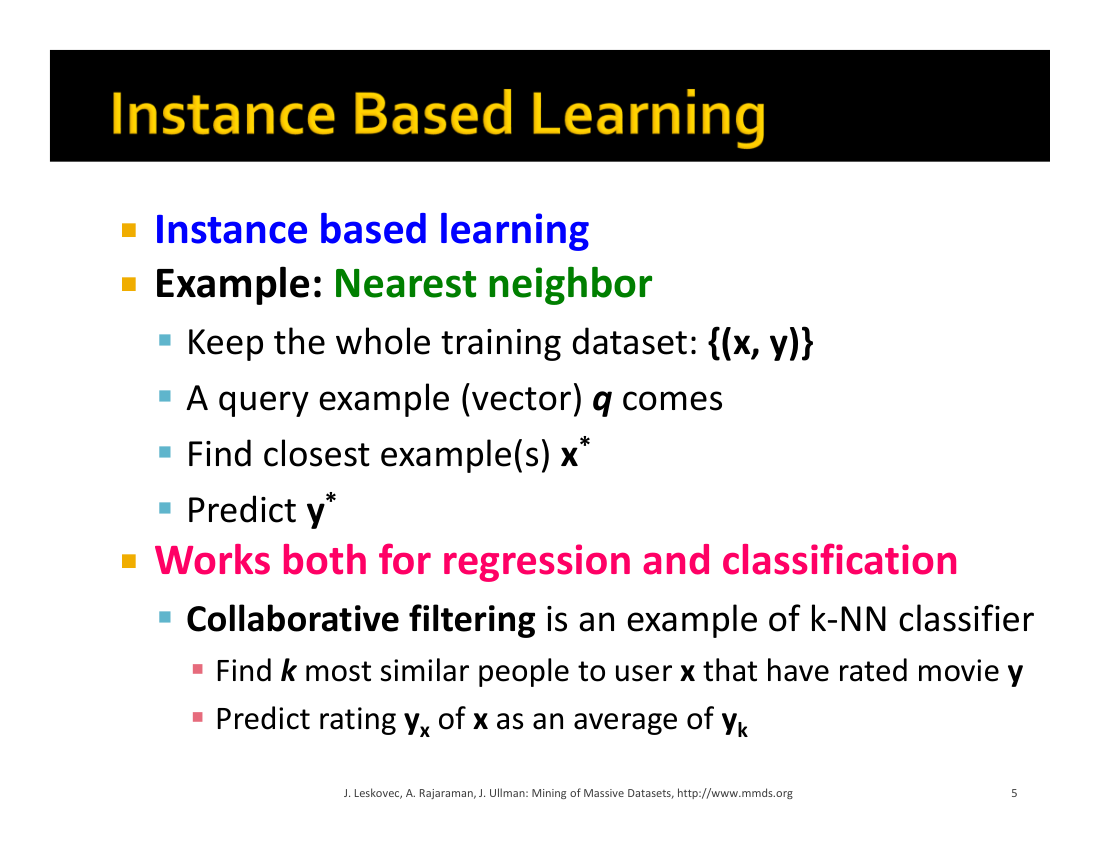 Instance Based Learning
Instance based learning
Example: Nearest neighbor
Keep the whole training dataset: {(x, y)}
A query example (vector) q comes
Find closest example(s) x*
Predict y*
Works both for regression and classification
Collaborative filtering is an example of k-NN classifier
Find k most similar people to user x that have rated movie y
Predict rating yx of x as an average of yk
J. Leskovec, A. Rajaraman, J. Ullman: Mining of Massive Datasets, http://www.mmds.org
5